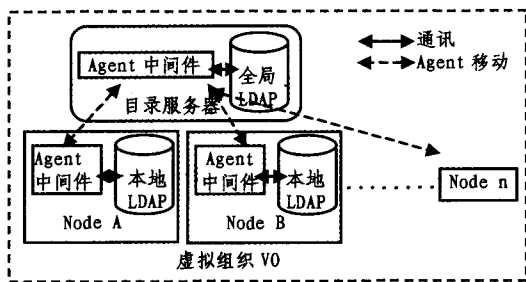 Agent 中间件
全局
LDAP
目录服务器
通讯
Agent 移动
Agent
中间件
本地
LDAP
Node A
Agent
中间件
本地
LDAP
Node B
Node n
虚拟组织 VO